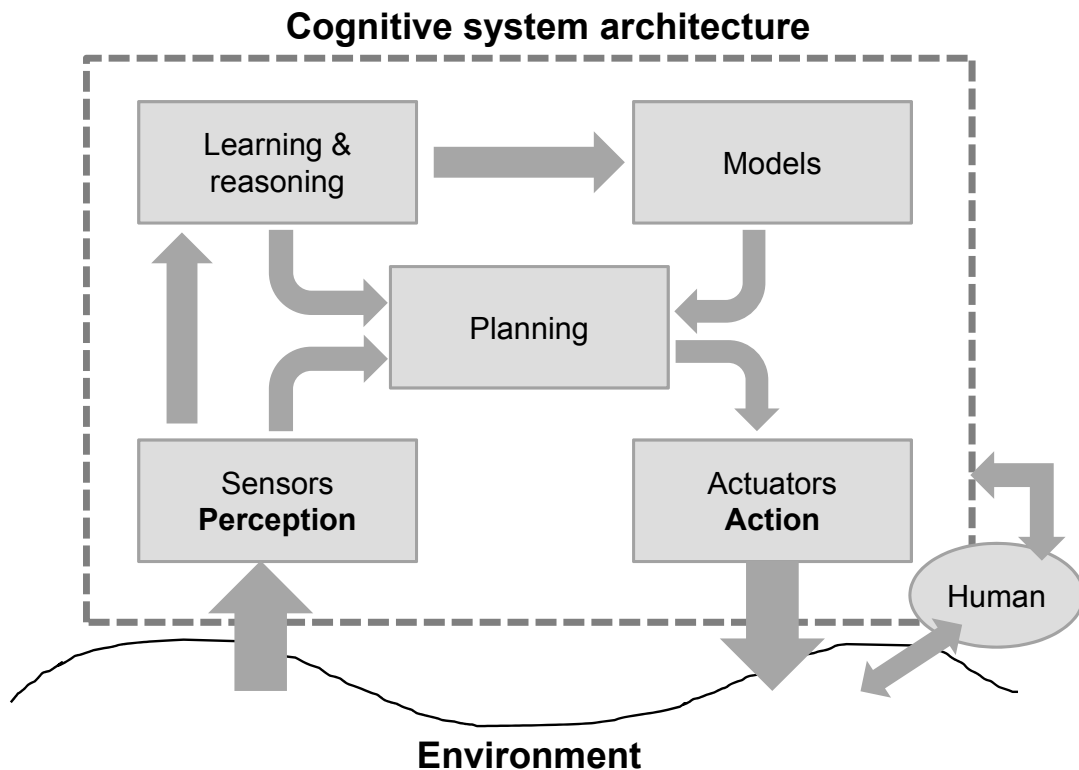 Cognitive system architecture
Learning &
reasoning
Models
Planning
Sensors
Perception
Actuators
Action
Human
Environment